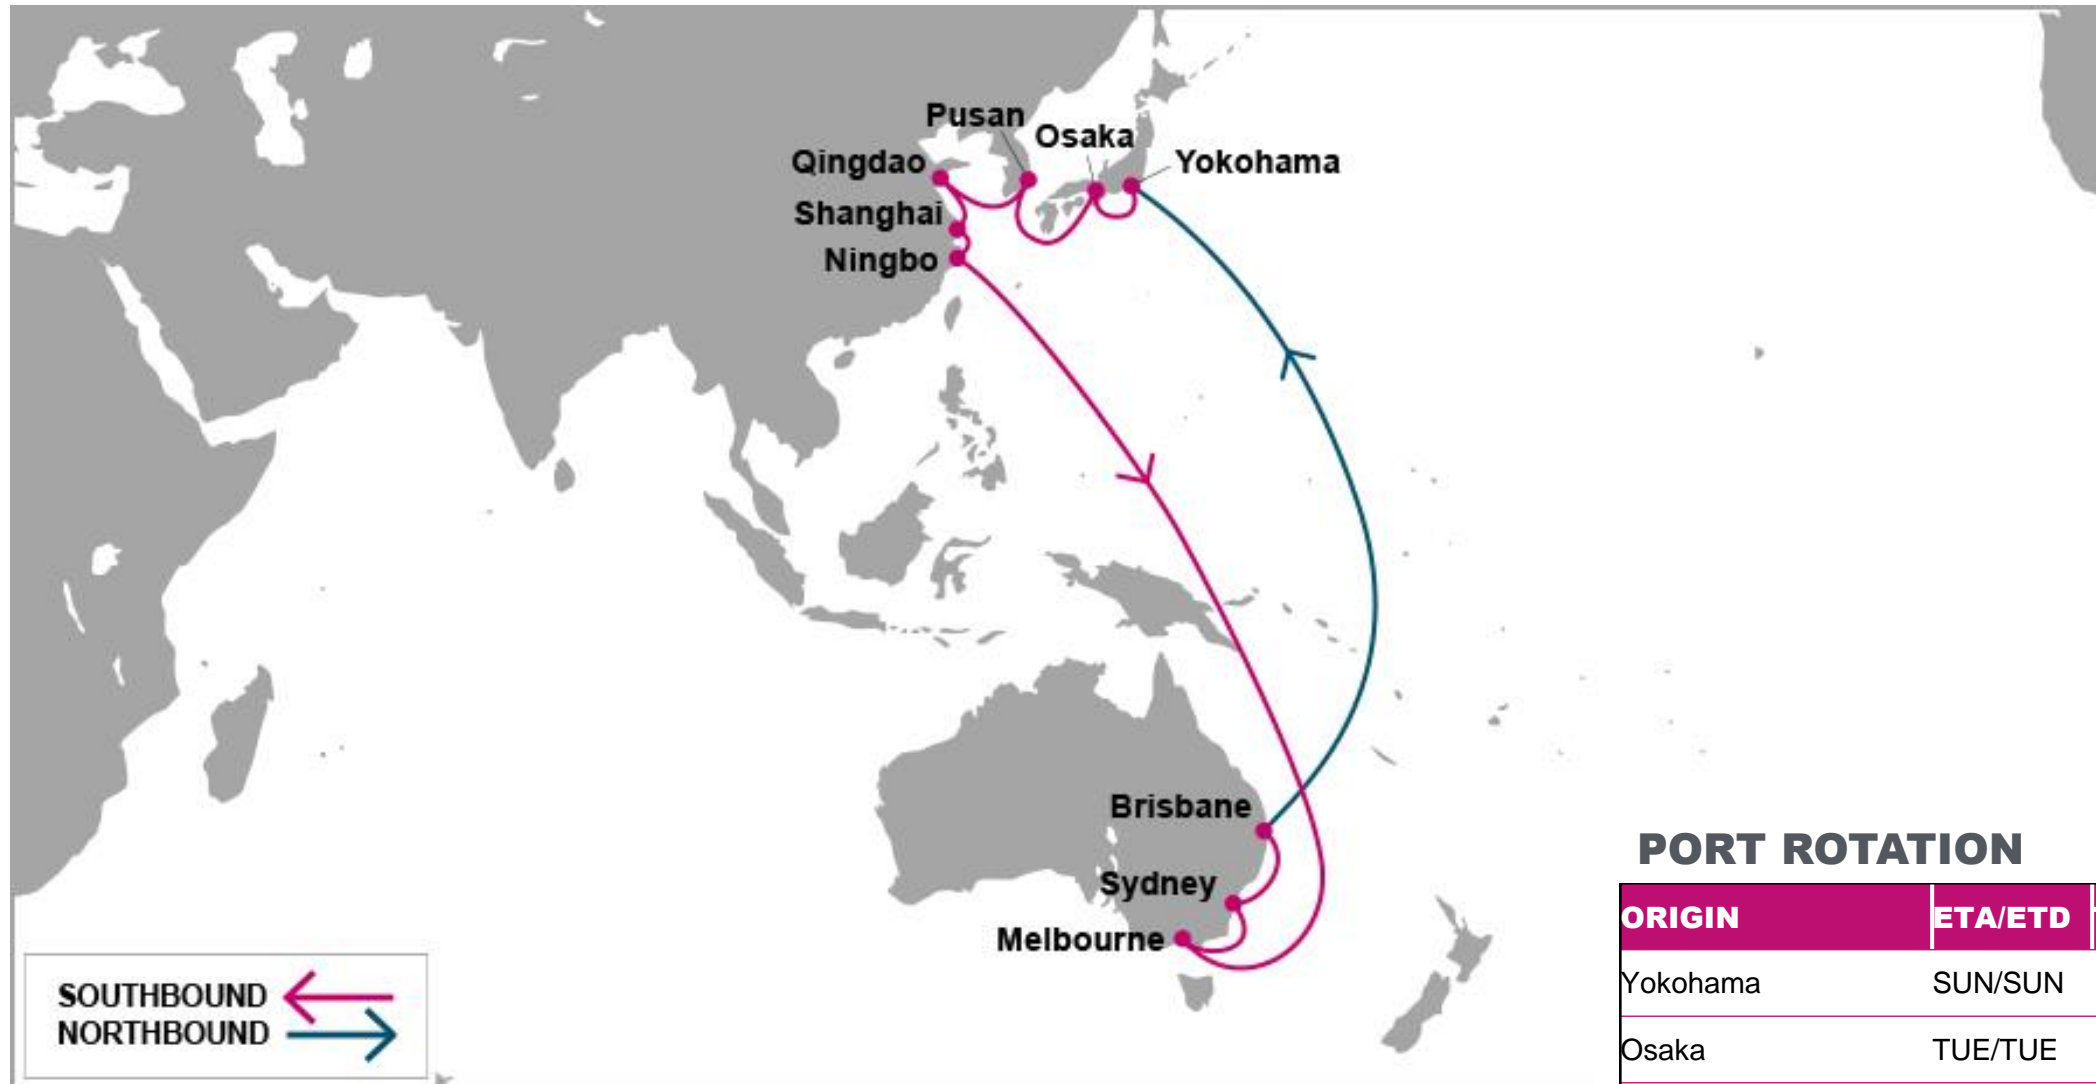 Pusan
Osaka
Qingdao
Yokohama
Shanghai
Ningbo
Brisbane
Sydney
Melbourne
SOUTHBOUND
NORTHBOUND
PORT ROTATION
ORIGIN ETA/ETD
Yokohama SUN/SUN
Osaka TUE/TUE